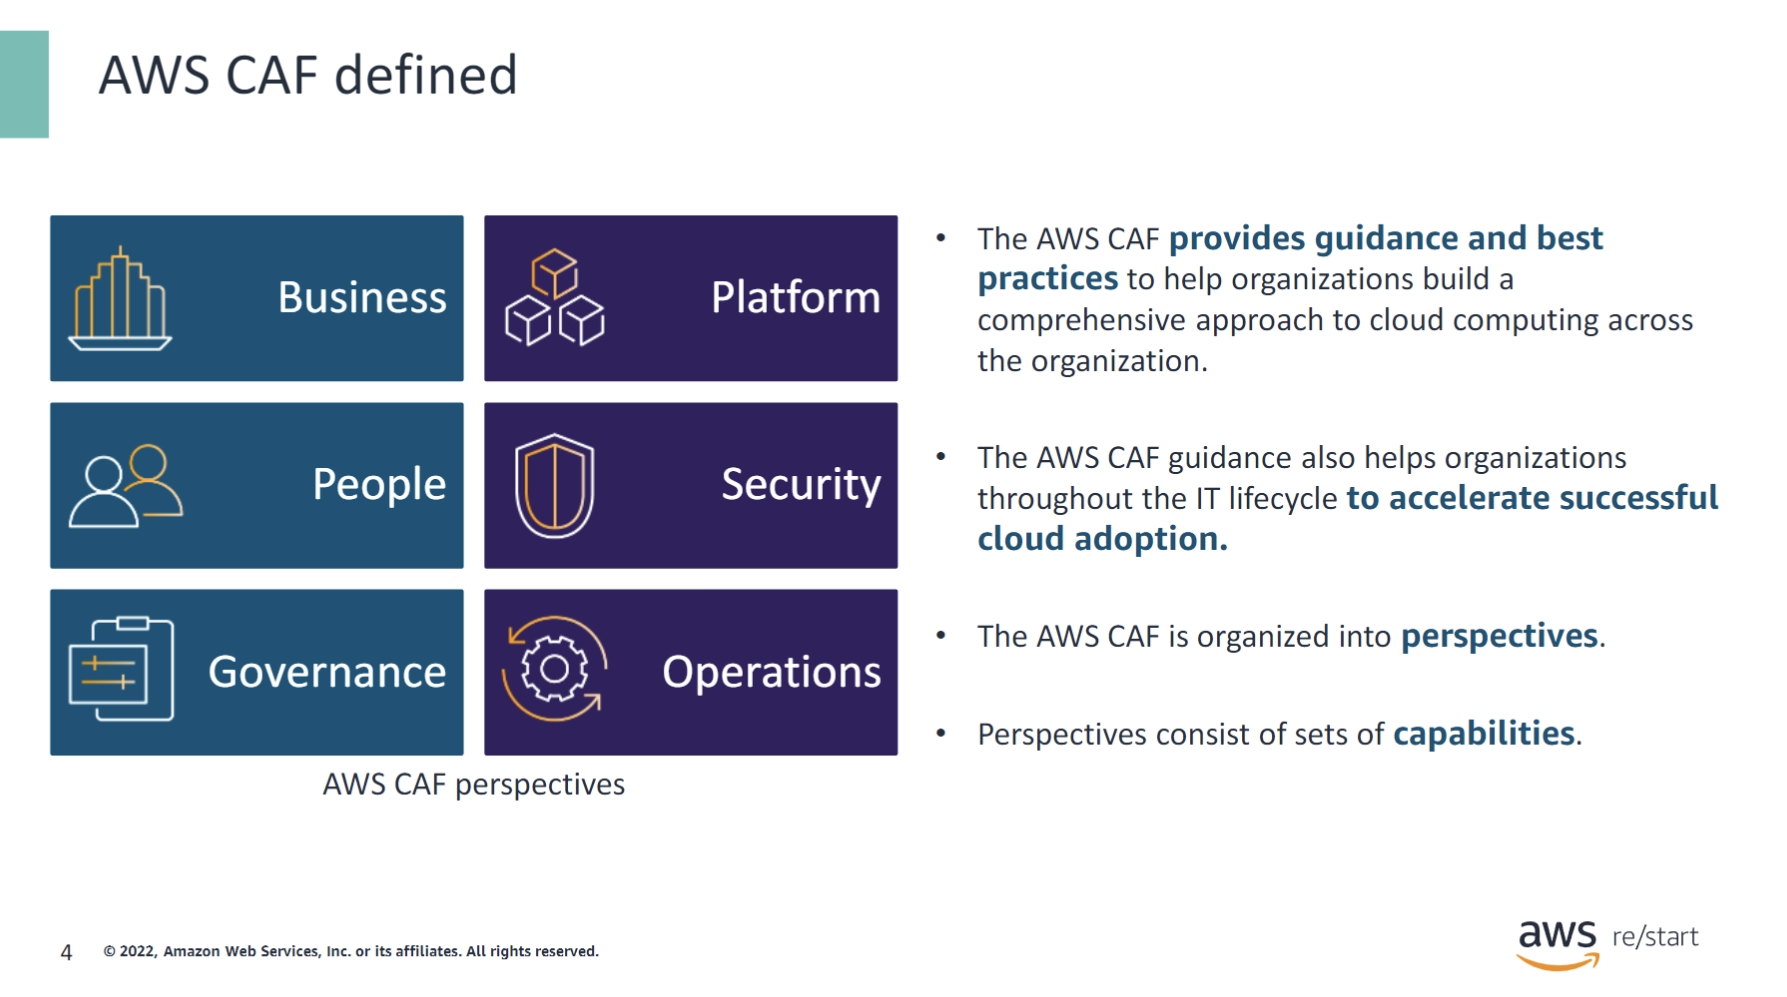 AWS CAF defined
Business
Platform
People
Security
Governance
Operations
AWS CAF perspectives
• The AWS CAF provides guidance and best
practices to help organizations build a
comprehensive approach to cloud computing across
the organization.
• The AWS CAF guidance also helps organizations
throughout the IT lifecycle to accelerate successful
cloud adoption.
• The AWS CAF is organized into perspectives.
• Perspectives consist of sets of capabilities.
4 © 2022, Amazon Web Services, Inc. or its affiliates. All rights reserved.
aws re/start